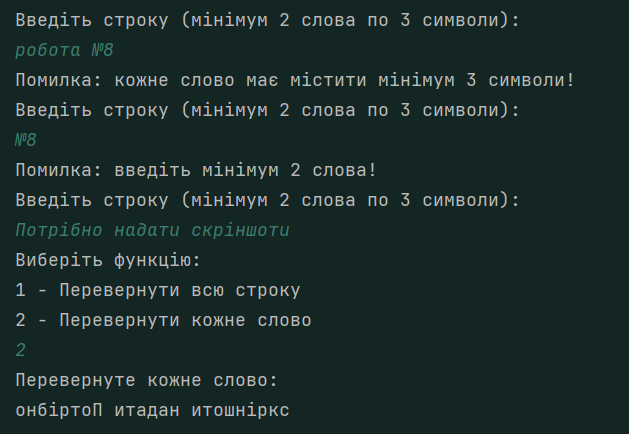 Введіть строку (мінімум 2 слова по 3 символи):
робота №8
Помилка: кожне слово має містити мінімум 3 символи!
Введіть строку (мінімум 2 слова по 3 символи):
№8
Помилка: введіть мінімум 2 слова!
Введіть строку (мінімум 2 слова по 3 символи):
Потрібно надати скріншоти
Виберіть функцію:
1 - Перевернути всю строку
2 - Перевернути кожне слово
2
Перевернуте кожне слово:
онбіртоП итадан итошніркс